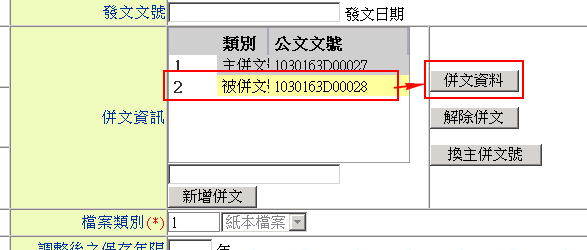 發文文號 發文日期
類別 公文文號
1 主併文 1030163D00027
2 被併文 1030163D00028
併文資訊
併文資料
解除併文
換主併文號
新增併文
檔案類別(*) 1 紙本檔案
調整後之保存年限 年